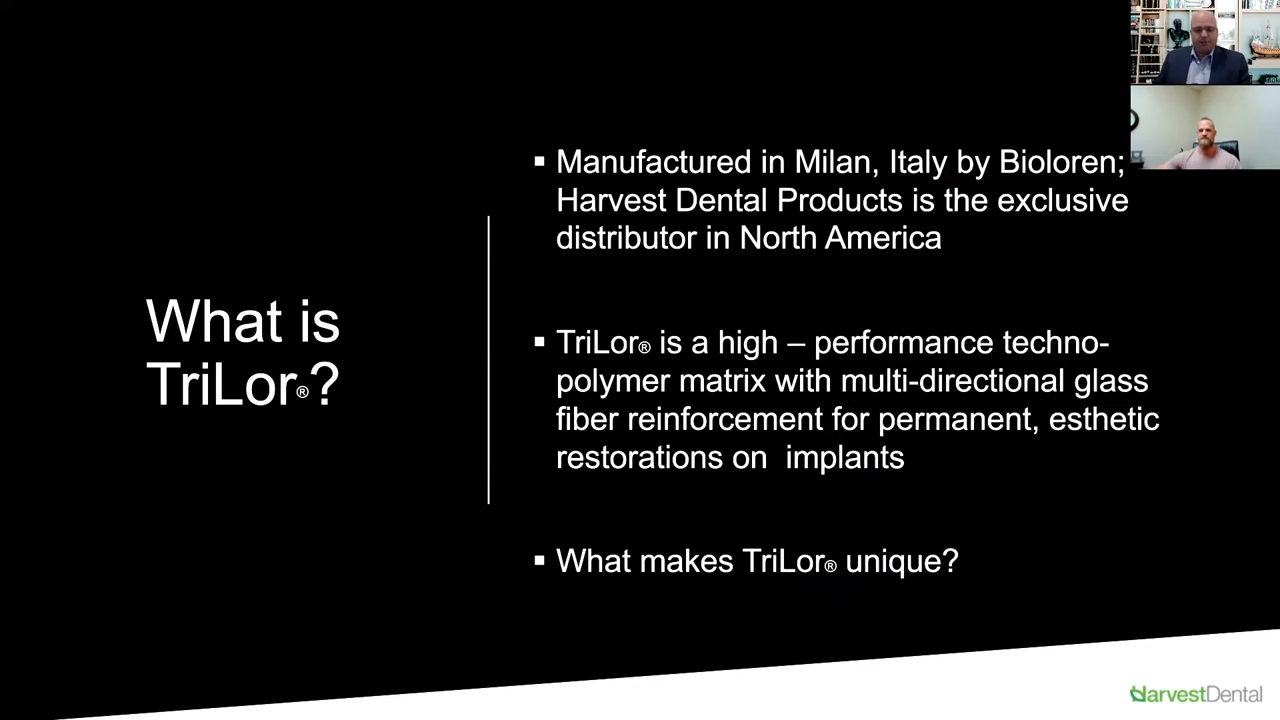 What is
TriLor®?
▪ Manufactured in Milan, Italy by Bioloren;
Harvest Dental Products is the exclusive
distributor in North America
▪ TriLor® is a high – performance techno-
polymer matrix with multi-directional glass
fiber reinforcement for permanent, esthetic
restorations on  implants
▪ What makes TriLor® unique?
HarvestDental